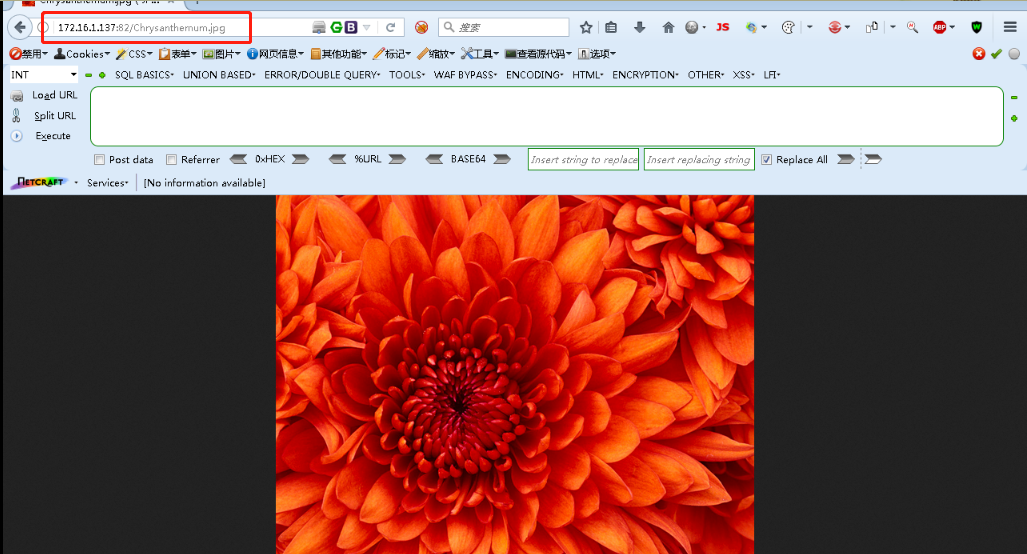 172.16.1.137:82/Chrysanthemum.jpg
搜索
JS
ABP
禁用 Cookies CSS 表单 图片 网页信息 其他功能 标记 缩放 工具 查看源代码 选项
INT SQL BASICS UNION BASED ERROR/DOUBLE QUERY TOOLS WAF BYPASS ENCODING HTML ENCRYPTION OTHER XSS LFI
Load URL
Split URL
Execute
Post data Referrer 0xHEX %URL BASE64 Insert string to replace Insert replacing string Replace All
NETCRAFT Services [No information available]